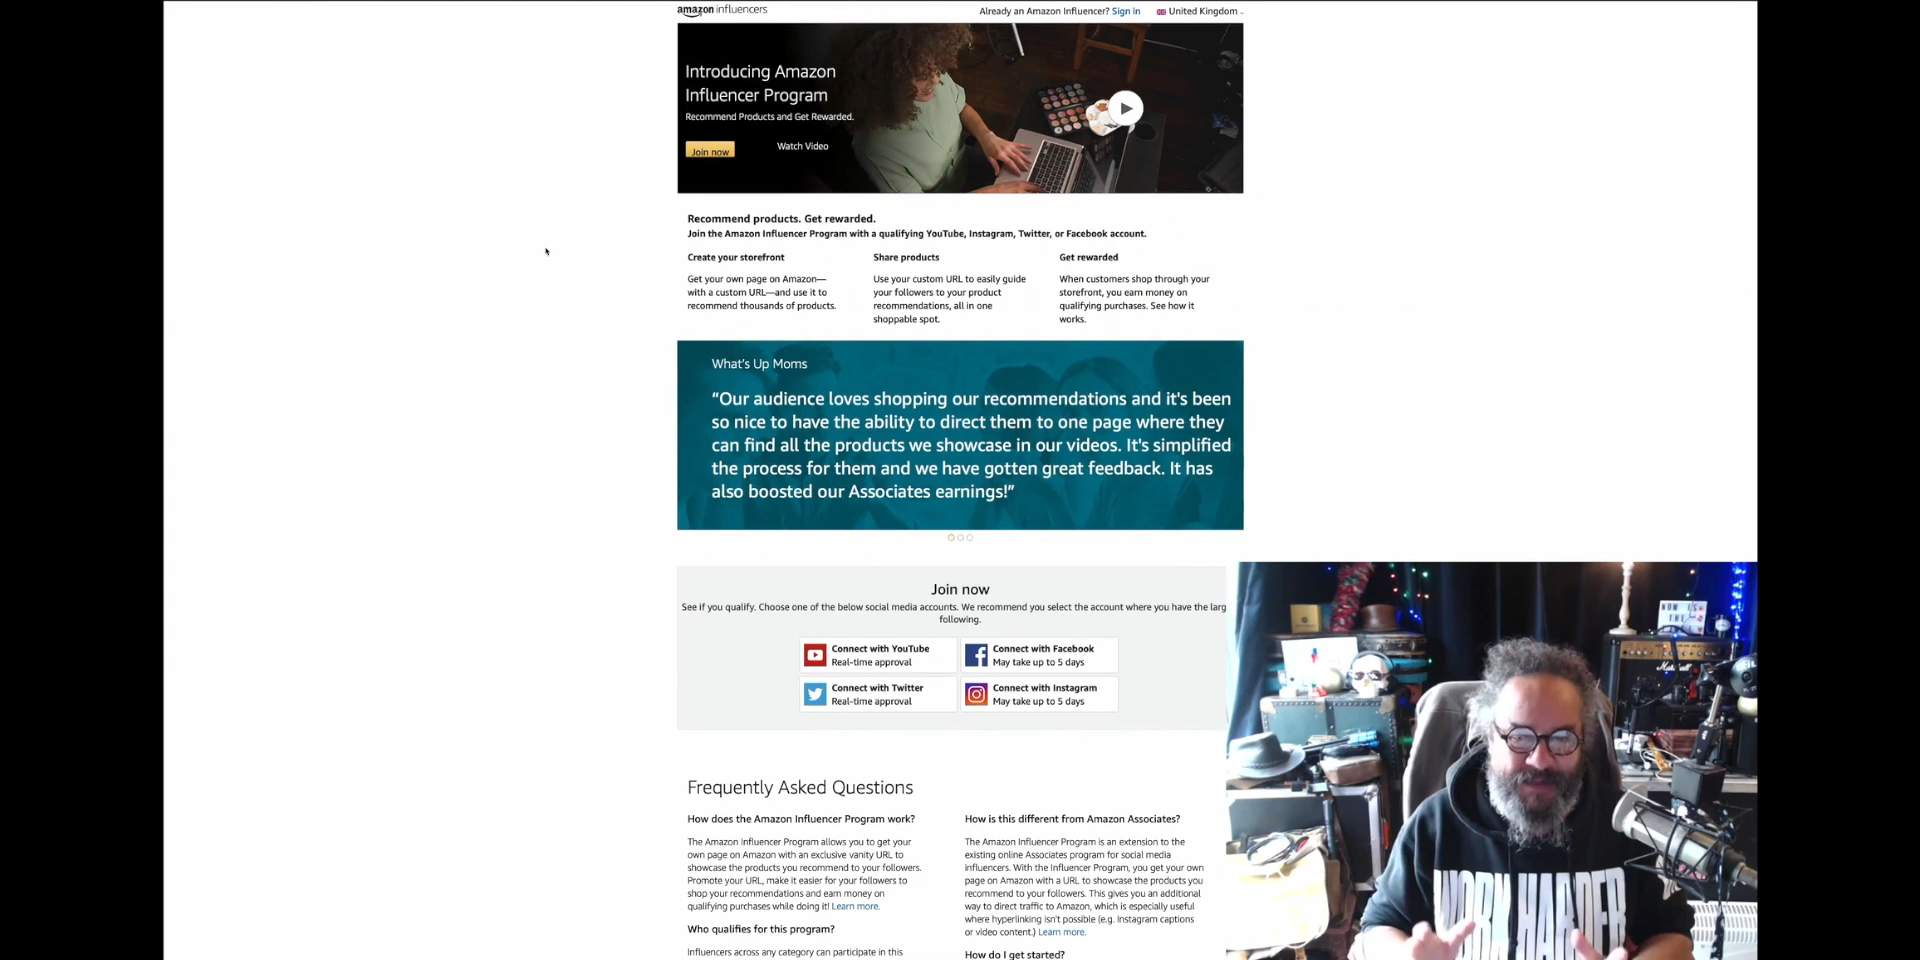 amazon influencers
Already an Amazon Influencer? Sign in
United Kingdom
Introducing Amazon
Influencer Program
Recommend Products and Get Rewarded.
Join now
Watch Video
Recommend products. Get rewarded.
Join the Amazon Influencer Program with a qualifying YouTube, Instagram, Twitter, or Facebook account.
Create your storefront
Get your own page on Amazon—
with a custom URL—and use it to
recommend thousands of products.
Share products
Use your custom URL to easily guide
your followers to your product
recommendations, all in one
shoppable spot.
Get rewarded
When customers shop through your
storefront, you earn money on
qualifying purchases. See how it
works.
What's Up Moms
“Our audience loves shopping our recommendations and it's been
so nice to have the ability to direct them to one page where they
can find all the products we showcase in our videos. It's simplified
the process for them and we have gotten great feedback. It has
also boosted our Associates earnings!”
Join now
See if you qualify. Choose one of the below social media accounts. We recommend you select the account where you have the larg
following.
Connect with YouTube
Real-time approval
Connect with Facebook
May take up to 5 days
Connect with Twitter
Real-time approval
Connect with Instagram
May take up to 5 days
Frequently Asked Questions
How does the Amazon Influencer Program work?
The Amazon Influencer Program allows you to get your
own page on Amazon with an exclusive vanity URL to
showcase the products you recommend to your followers.
Promote your URL, make it easier for your followers to
shop your recommendations and earn money on
qualifying purchases while doing it! Learn more.
Who qualifies for this program?
Influencers across any category can participate in this
How is this different from Amazon Associates?
The Amazon Influencer Program is an extension to the
existing online Associates program for social media
influencers. With the Influencer Program, you get your own
page on Amazon with a URL to showcase the products you
recommend to your followers. This gives you an additional
way to direct traffic to Amazon, which is especially useful
where hyperlinking isn't possible (e.g. Instagram captions
or video content.) Learn more.
How do I get started?
NOW IS
THE
Marshall
WORK HARDER